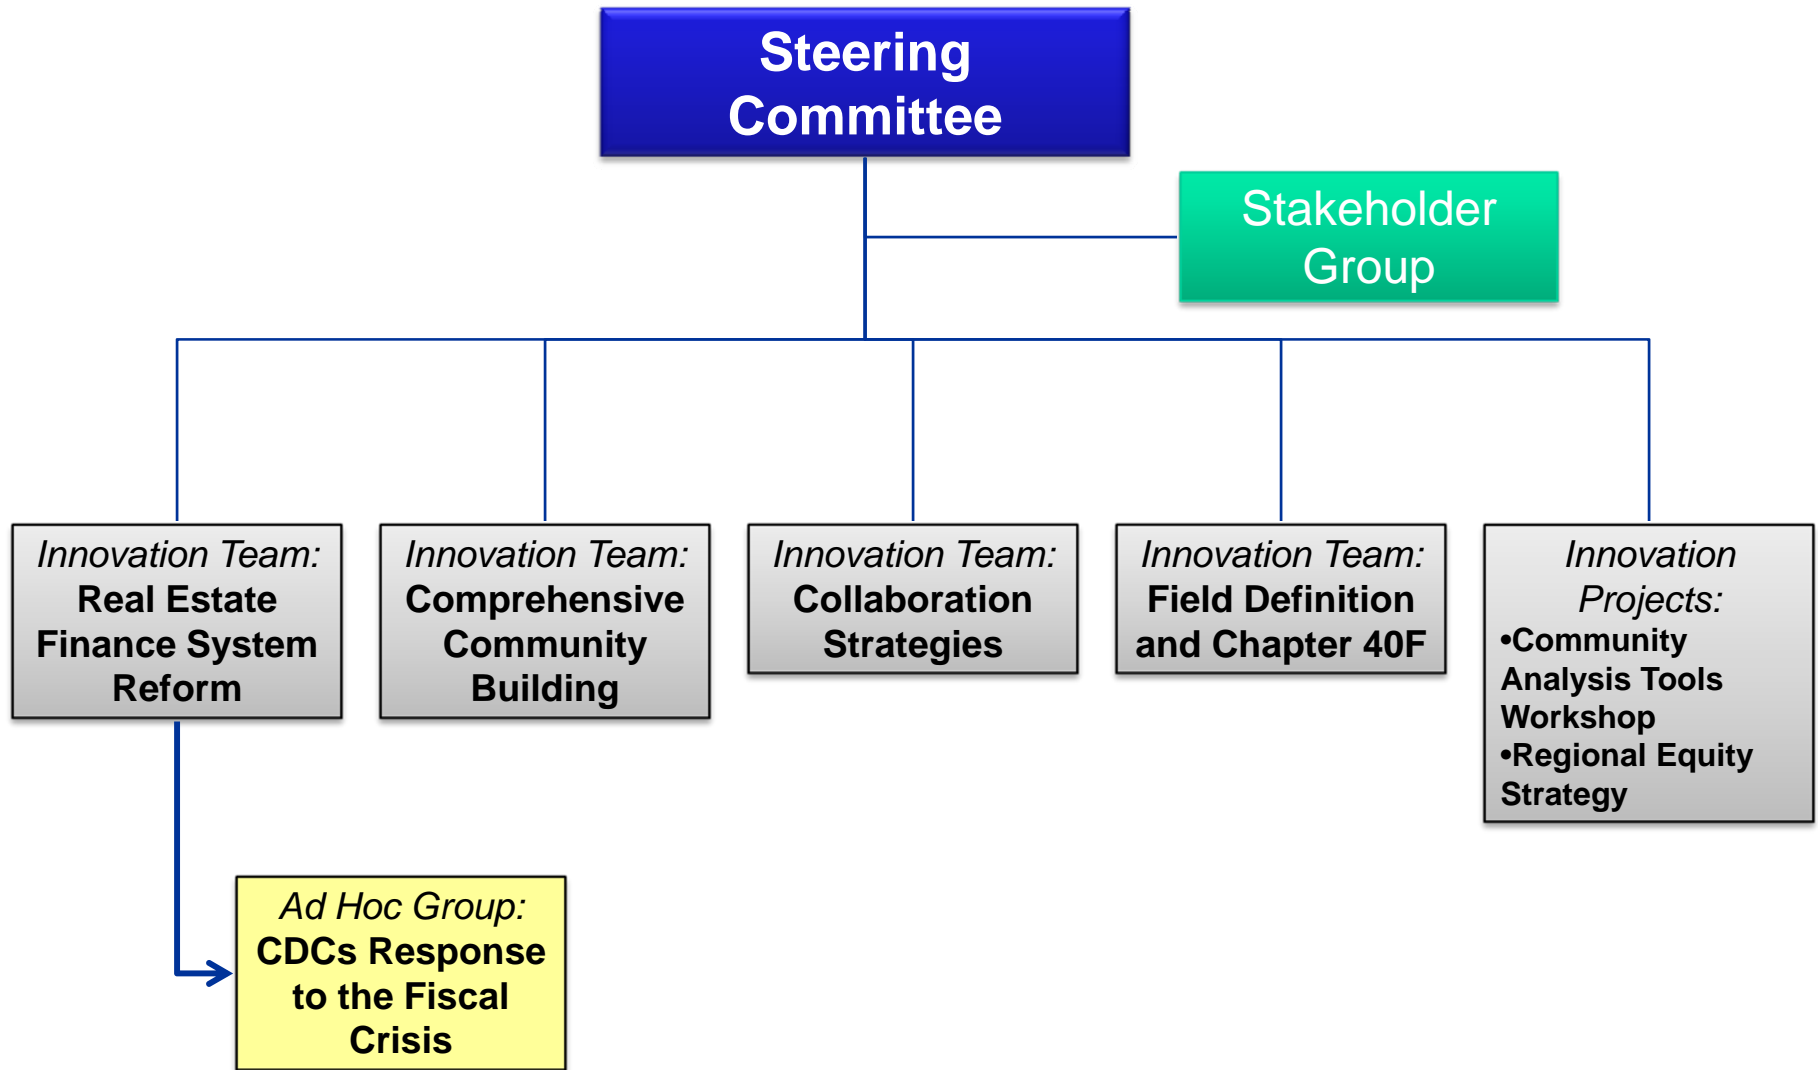 Steering
Committee
Stakeholder
Group
Innovation Team:
Real Estate
Finance System
Reform
Innovation Team:
Comprehensive
Community
Building
Innovation Team:
Collaboration
Strategies
Innovation Team:
Field Definition
and Chapter 40F
Innovation
Projects:
•Community
Analysis Tools
Workshop
•Regional Equity
Strategy
Ad Hoc Group:
CDCs Response
to the Fiscal
Crisis